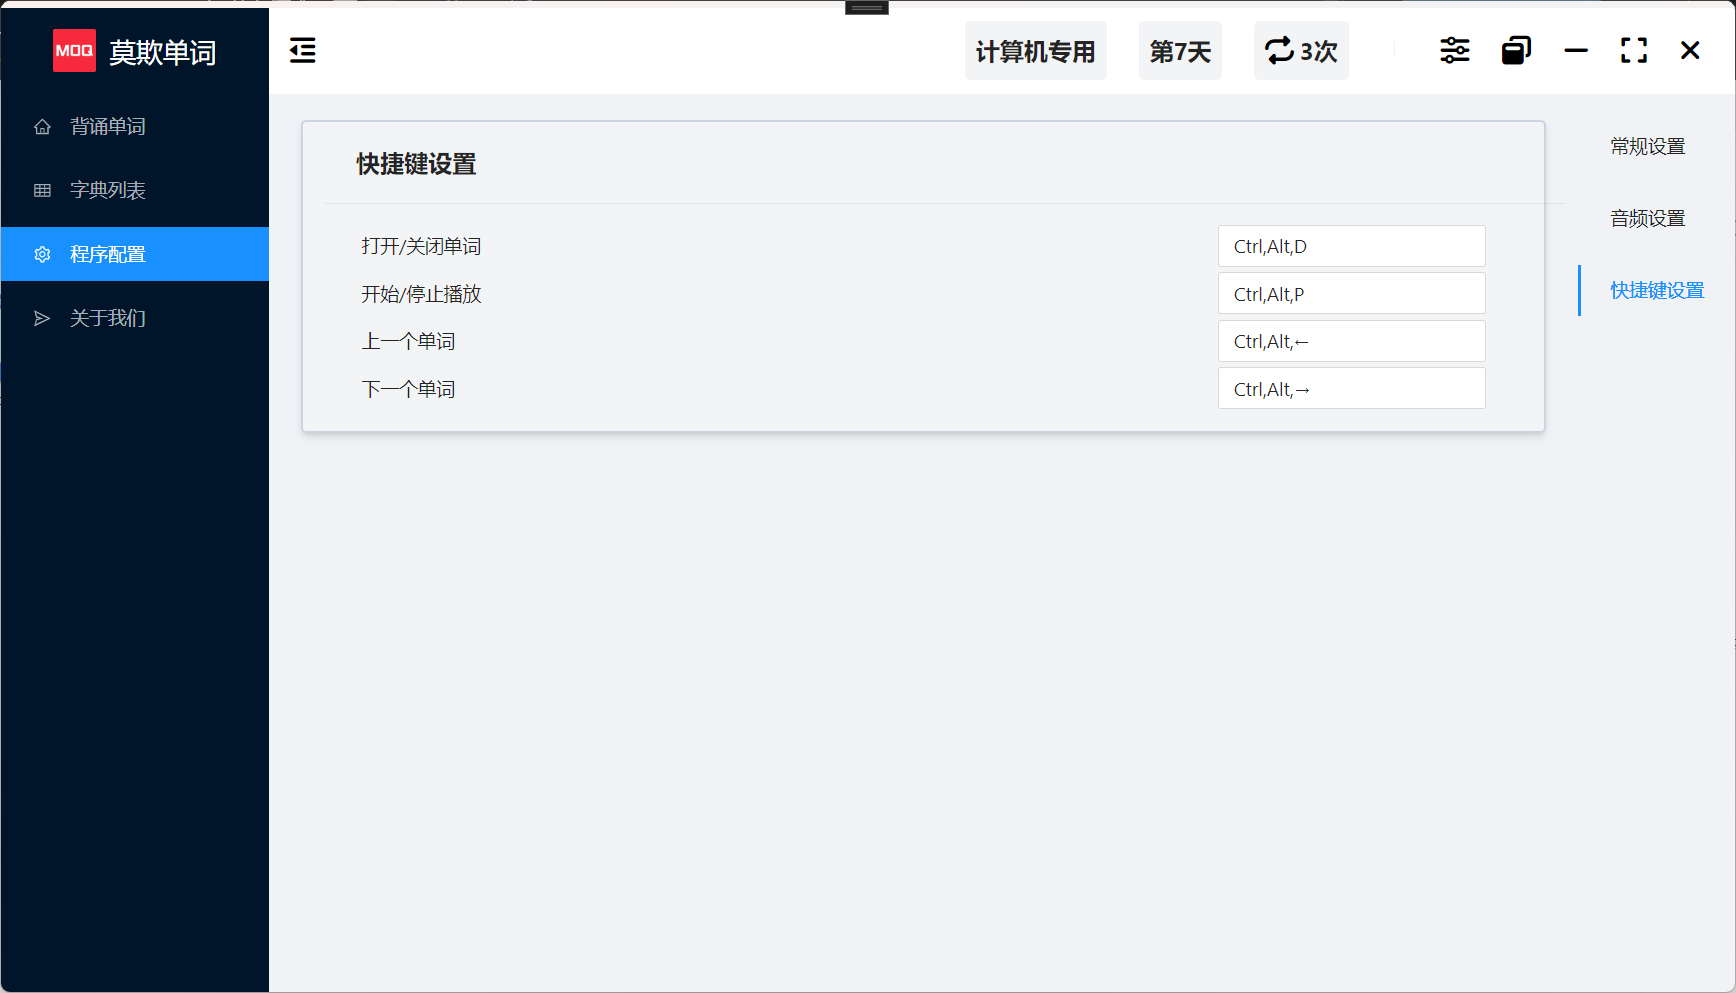 MOQ 莫欺单词
背诵单词
字典列表
程序配置
关于我们
计算机专用 第7天 3次
快捷键设置
打开/关闭单词 Ctrl,Alt,D
开始/停止播放 Ctrl,Alt,P
上一个单词 Ctrl,Alt,←
下一个单词 Ctrl,Alt,→
常规设置
音频设置
快捷键设置